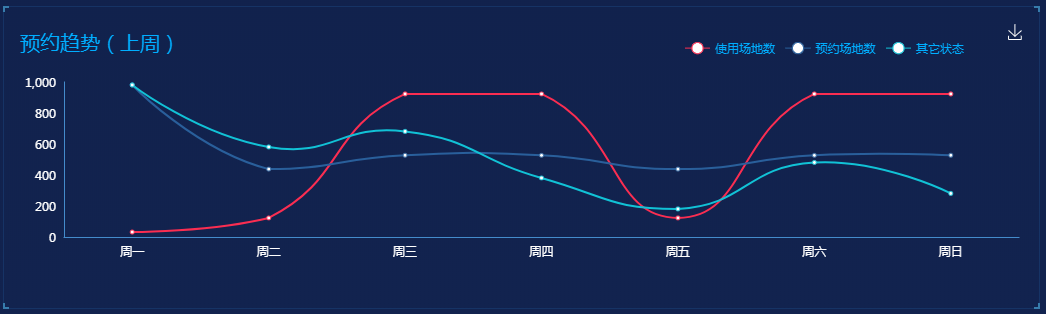 预约趋势（上周）
使用场地数 预约场地数 其它状态
1,000
800
600
400
200
0
周一 周二 周三 周四 周五 周六 周日